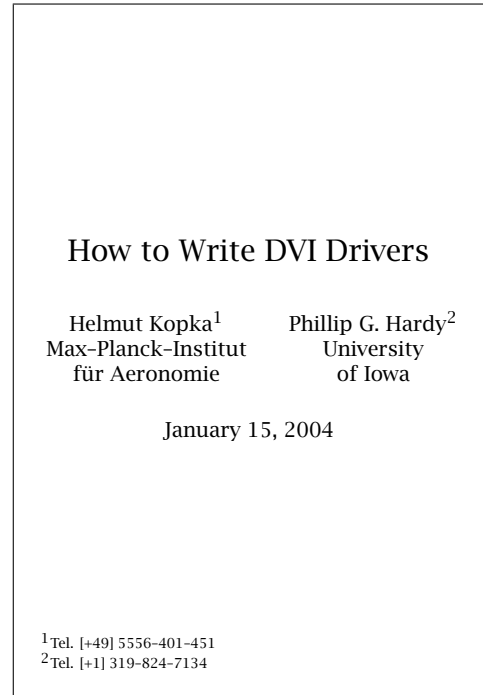 How to Write DVI Drivers
Helmut Kopka1
Max-Planck-Institut
für Aeronomie
Phillip G. Hardy2
University
of Iowa
January 15, 2004
1Tel. [+49] 5556-401-451
2Tel. [+1] 319-824-7134